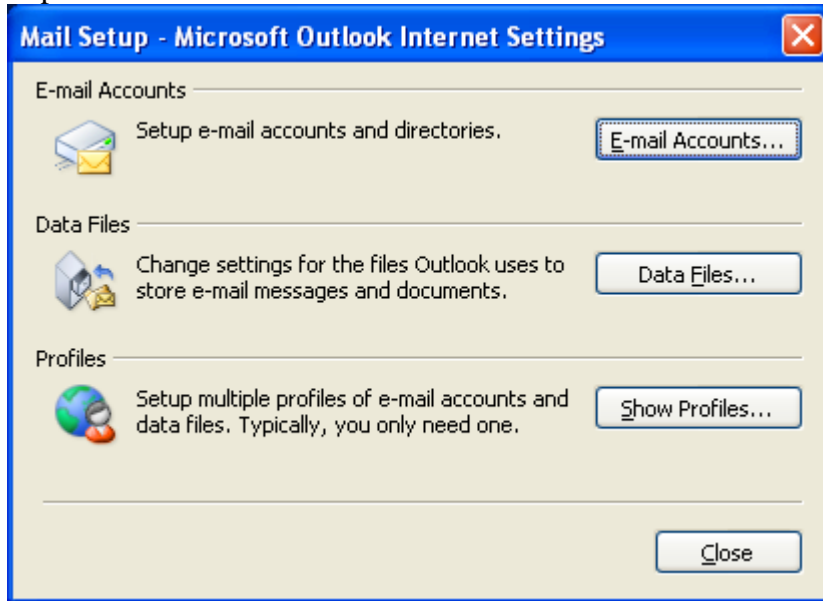 Mail Setup - Microsoft Outlook Internet Settings
E-mail Accounts
Setup e-mail accounts and directories.
E-mail Accounts...
Data Files
Change settings for the files Outlook uses to
store e-mail messages and documents.
Data Files...
Profiles
Setup multiple profiles of e-mail accounts and
data files. Typically, you only need one.
Show Profiles...
Close